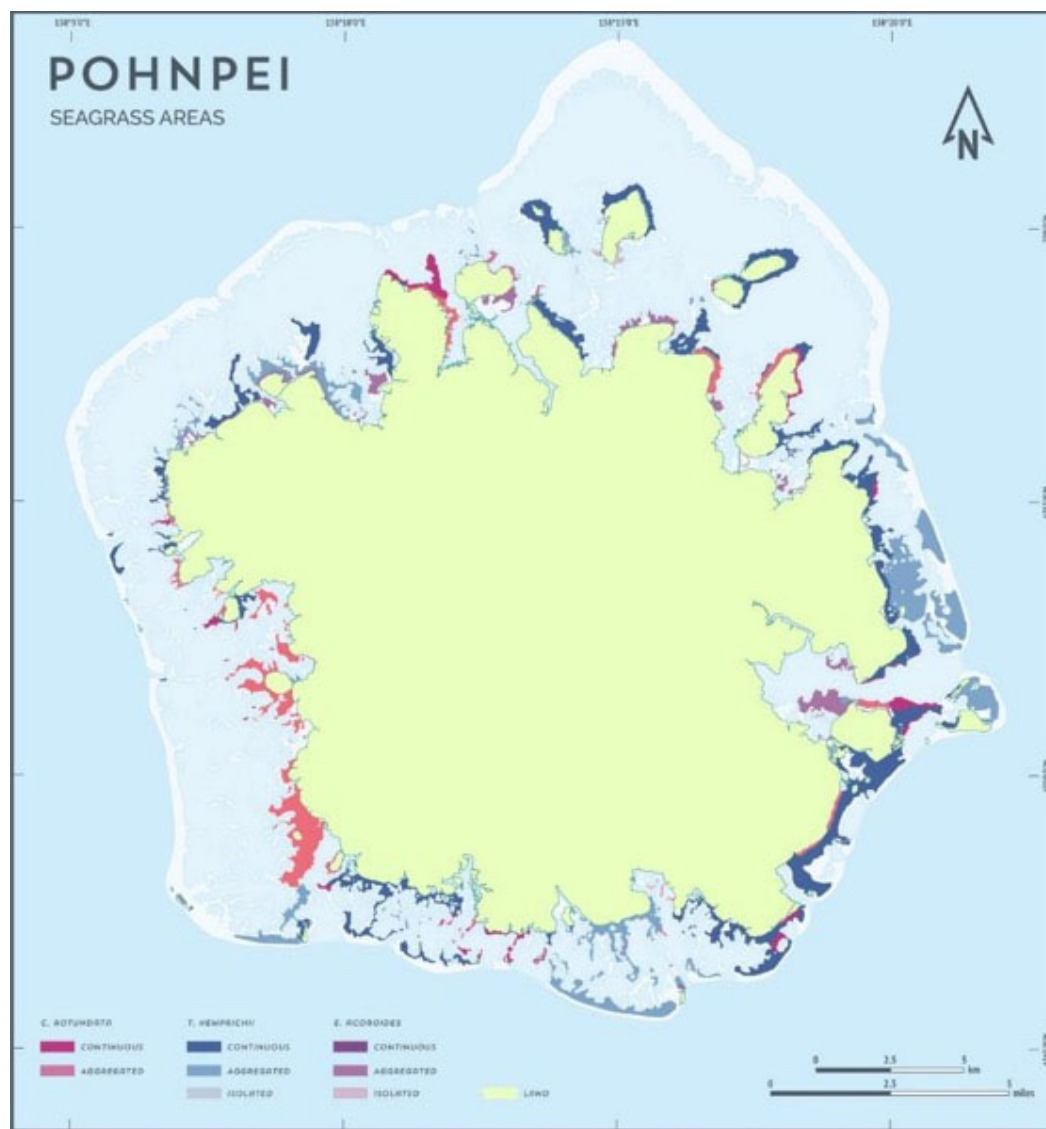 POHNPEI
SEAGRASS AREAS
N
C. ROTUNDATA
CONTINUOUS
AGGREGATED
T. HEMPRICHII
CONTINUOUS
AGGREGATED
ISOLATED
E. ACOROIDES
CONTINUOUS
AGGREGATED
ISOLATED
LAND
0 2.5 5 km
0 2.5 5 miles